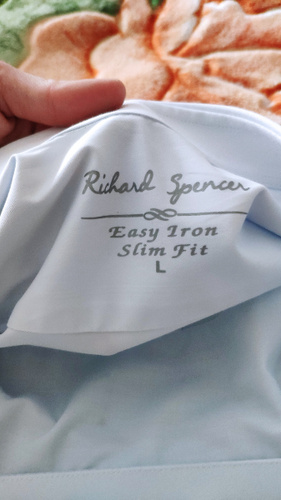 Richard Spencer
Easy Iron
Slim Fit
L